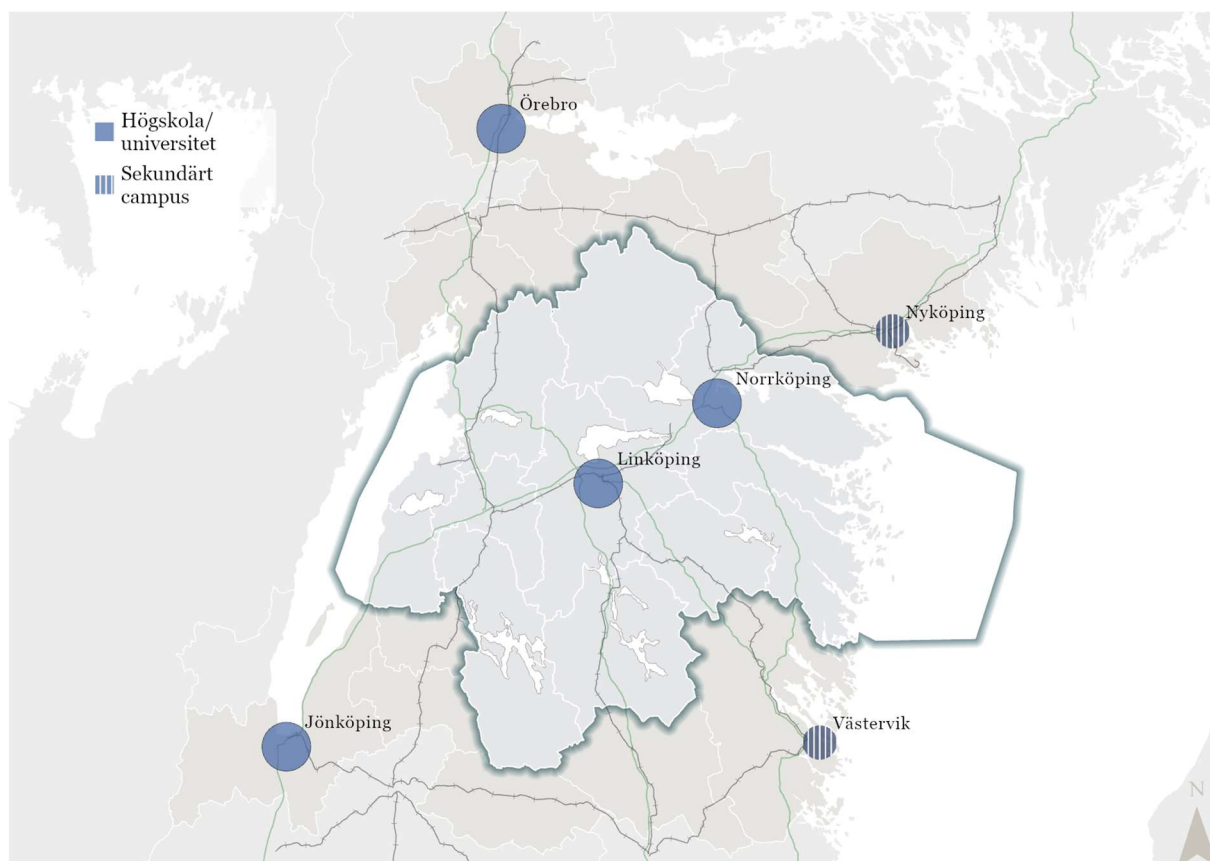 Högskola/
universitet
Sekundärt
campus
Örebro
Nyköping
Norrköping
Linköping
Jönköping
Västervik
N